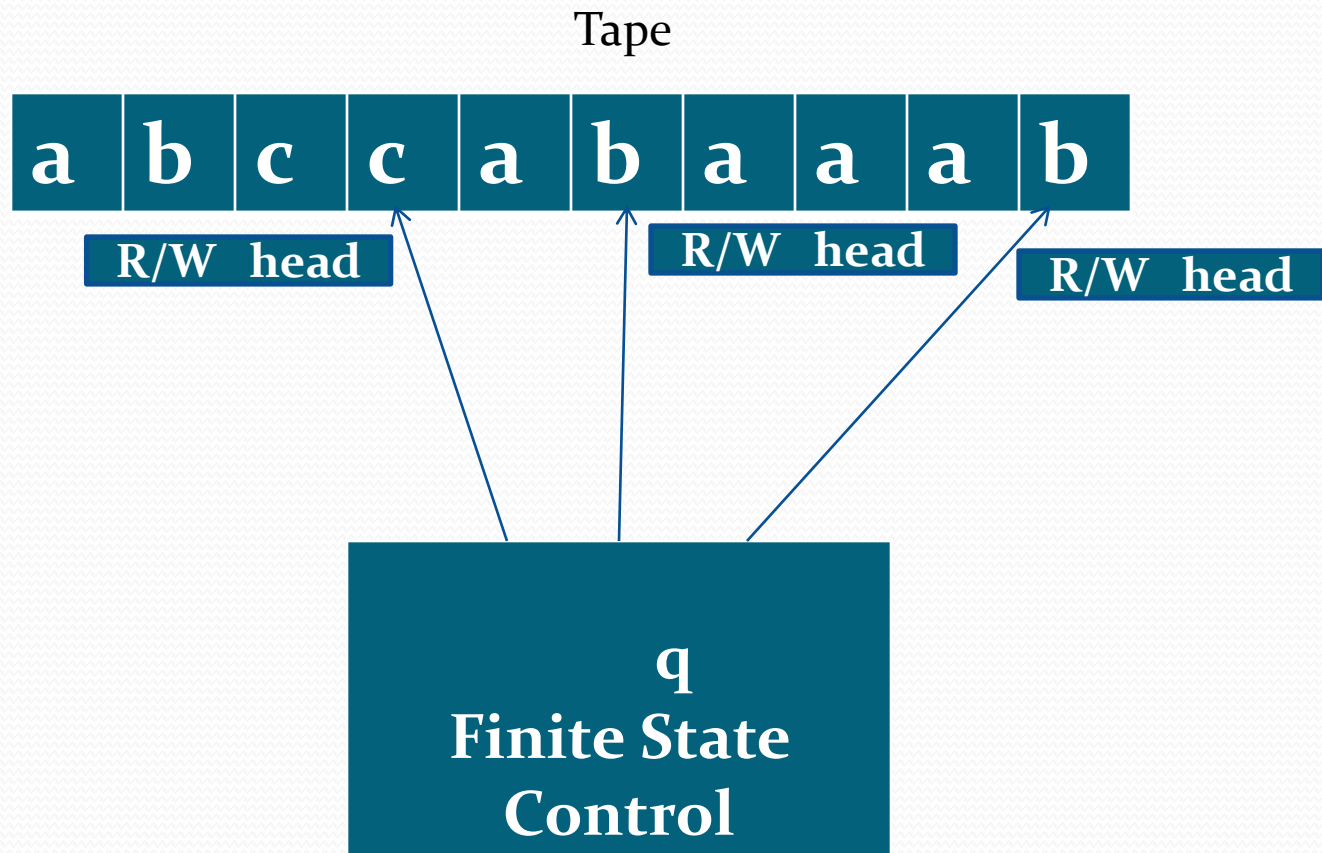 Tape
a b c c a b a a a b
R/W head
R/W head
R/W head
q
Finite State
Control